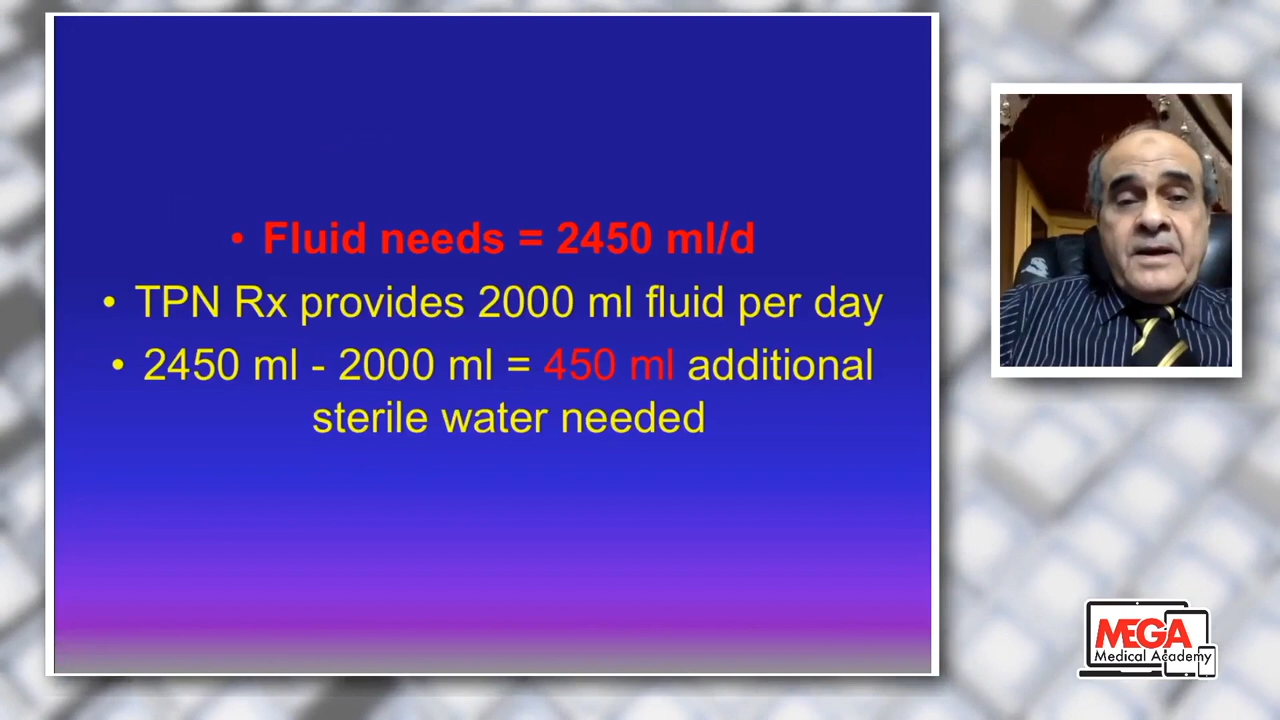 • Fluid needs = 2450 ml/d
• TPN Rx provides 2000 ml fluid per day
• 2450 ml - 2000 ml = 450 ml additional
sterile water needed
MEGA
Medical Academy